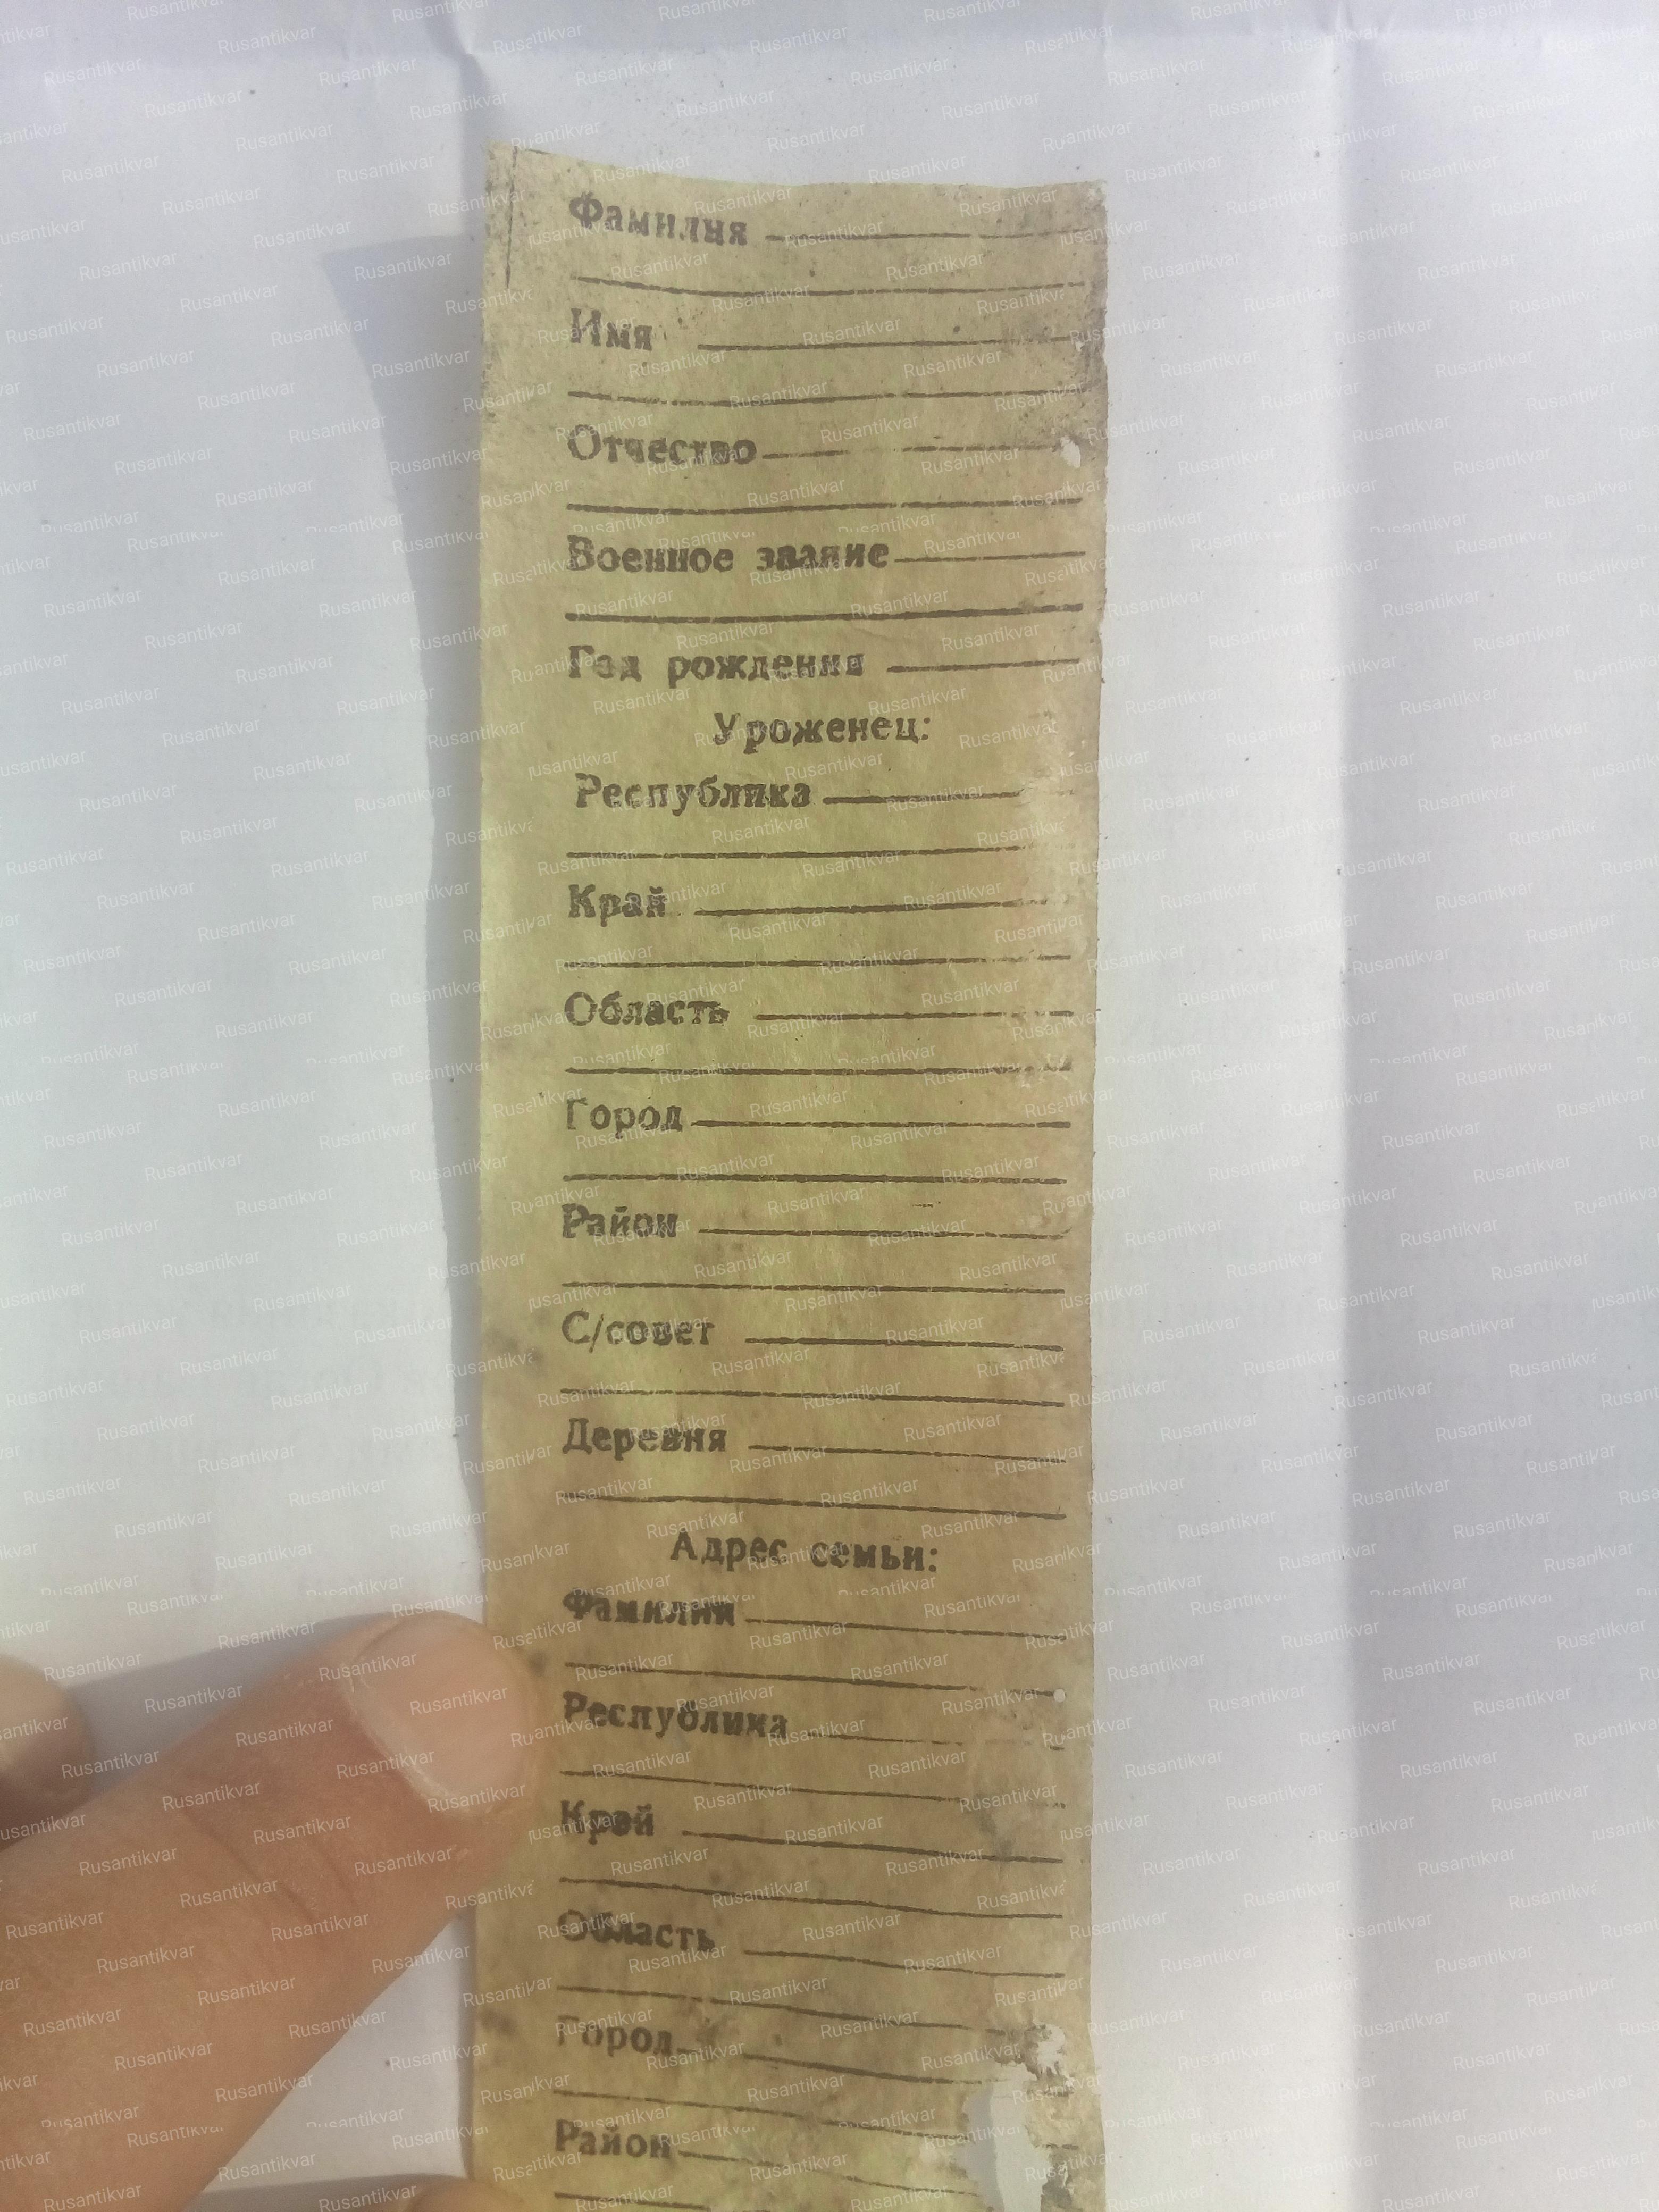 Фамилия
Имя
Отчество
Военное звание
Год рождения
Уроженец:
Республика
Край
Область
Город
Район
С/совет
Деревня
Адрес семьи:
Фамилия
Республика
Край
Область
Город
Район
Rusantikvar